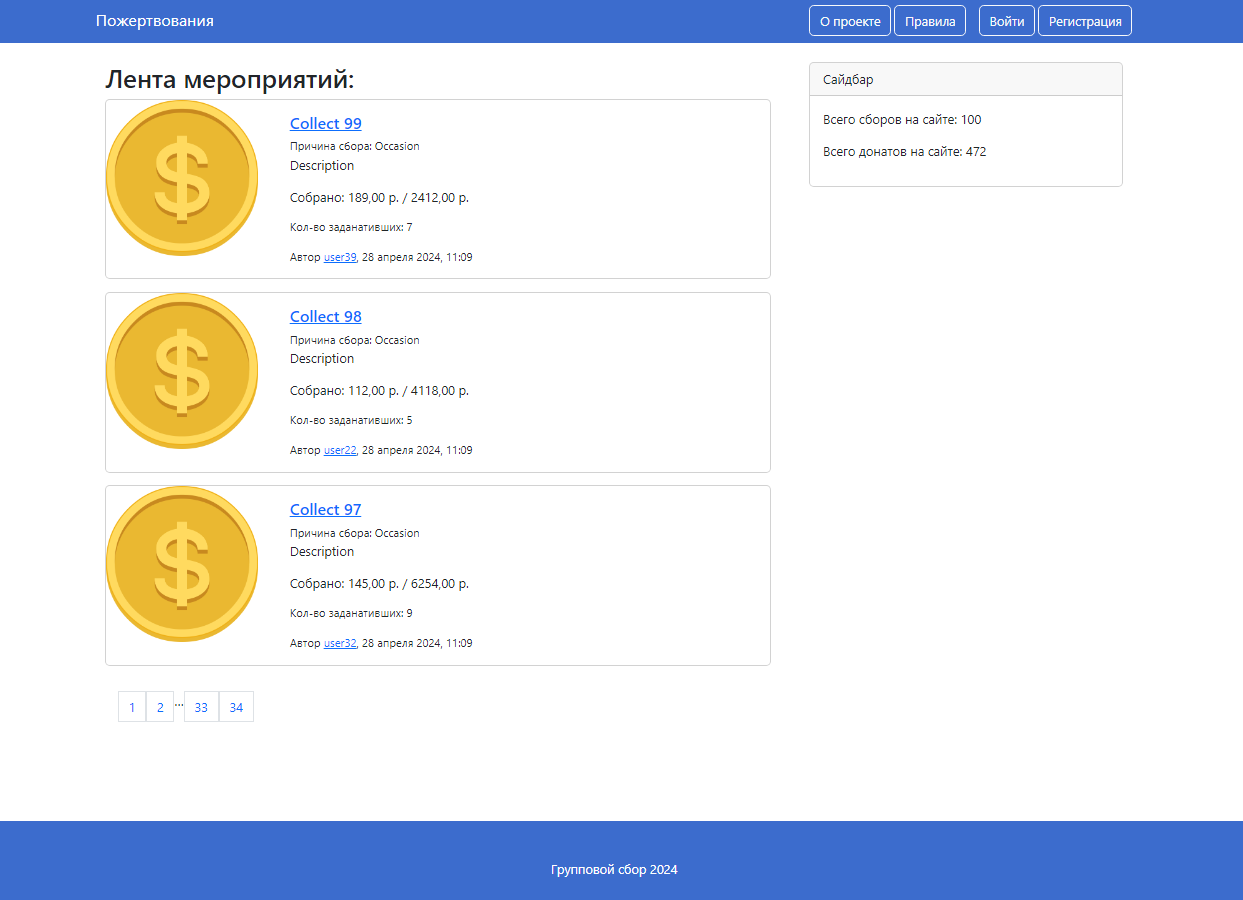 Пожертвования
О проекте
Правила
Войти
Регистрация
Лента мероприятий:
Collect 99
Причина сбора: Occasion
Description
Собрано: 189,00 р. / 2412,00 р.
Кол-во заданативших: 7
Автор user39, 28 апреля 2024, 11:09
Collect 98
Причина сбора: Occasion
Description
Собрано: 112,00 р. / 4118,00 р.
Кол-во заданативших: 5
Автор user22, 28 апреля 2024, 11:09
Collect 97
Причина сбора: Occasion
Description
Собрано: 145,00 р. / 6254,00 р.
Кол-во заданативших: 9
Автор user32, 28 апреля 2024, 11:09
1 2 ... 33 34
Сайдбар
Всего сборов на сайте: 100
Всего донатов на сайте: 472
Групповой сбор 2024